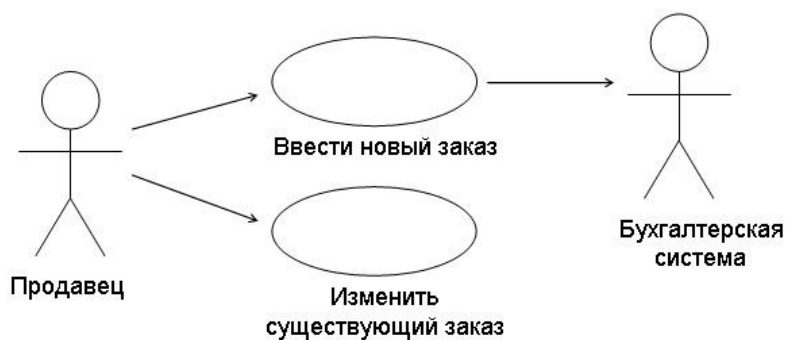 Ввести новый заказ
Продавец
Бухгалтерская
система
Изменить
существующий заказ